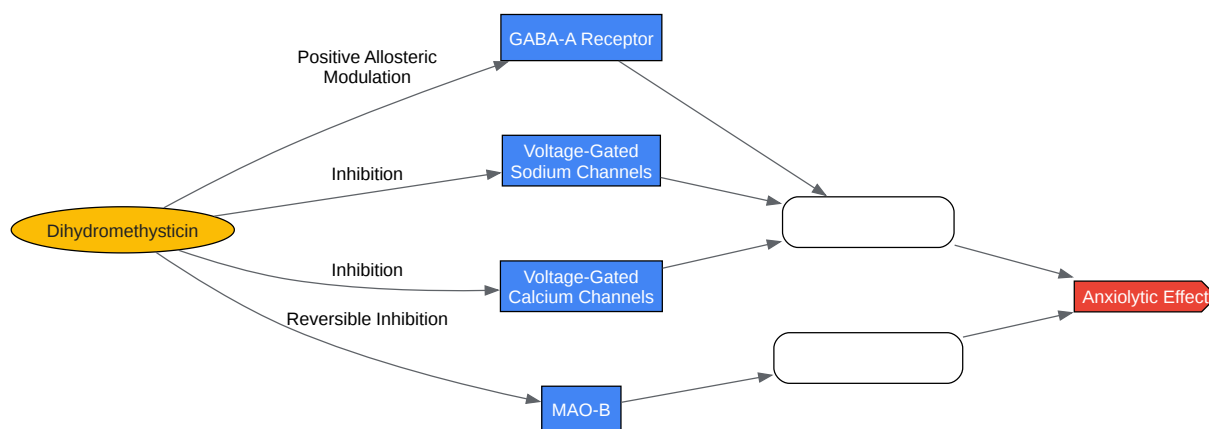 GABA-A Receptor
Positive Allosteric
Modulation
Voltage-Gated
Sodium Channels
Inhibition
Dihydromethysticin
Inhibition
Voltage-Gated
Calcium Channels
Anxiolytic Effect
Reversible Inhibition
MAO-B